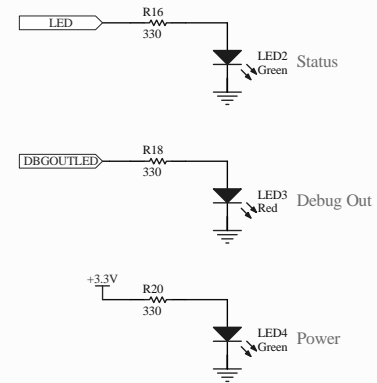 R16
LED
330
LED2
Green
Status
R18
DBGOUTLED
330
LED3
Red
Debug Out
+3.3V
R20
330
LED4
Green
Power